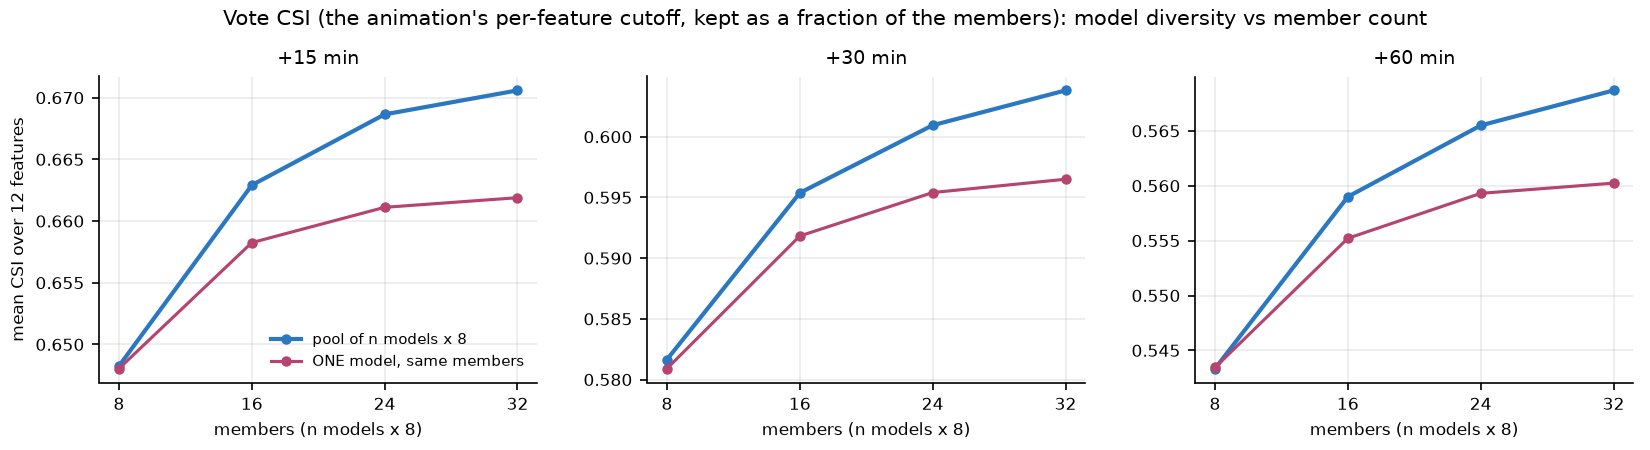 Vote CSI (the animation's per-feature cutoff, kept as a fraction of the members): model diversity vs member count
+15 min
mean CSI over 12 features
0.670
0.665
0.660
0.655
0.650
pool of n models x 8
ONE model, same members
8
16
24
32
members (n models x 8)
+30 min
0.600
0.595
0.590
0.585
0.580
8
16
24
32
members (n models x 8)
+60 min
0.565
0.560
0.555
0.550
0.545
8
16
24
32
members (n models x 8)